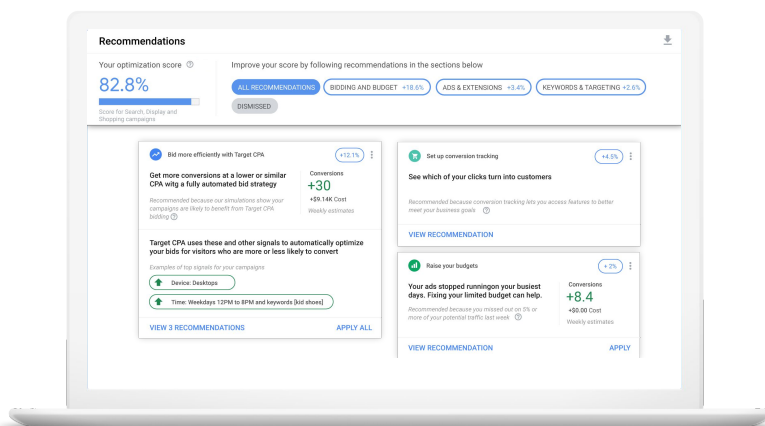 Recommendations
Your optimization score
82.8%
Score for Search, Display and
Shopping campaigns
Improve your score by following recommendations in the sections below
ALL RECOMMENDATIONS
BIDDING AND BUDGET +18.6%
ADS & EXTENSIONS +3.4%
KEYWORDS & TARGETING +2.6%
DISMISSED
Bid more efficiently with Target CPA
+12.1%
Get more conversions at a lower or similar
CPA witg a fully automated bid strategy
Recommended because our simulations show your
campaigns are likely to benefit from Target CPA
bidding
Conversions
+30
+$9.14K Cost
Weekly estimates
Target CPA uses these and other signals to automatically optimize
your bids for visitors who are more or less likely to convert
Examples of top signals for your campaigns
Device: Desktops
Time: Weekdays 12PM to 8PM and keywords [kid shoes]
VIEW 3 RECOMMENDATIONS
APPLY ALL
Set up conversion tracking
+4.5%
See which of your clicks turn into customers
Recommended because conversion tracking lets you access features to better
meet your business goals
VIEW RECOMMENDATION
Raise your budgets
+ 2%
Your ads stopped runningon your busiest
days. Fixing your limited budget can help.
Recommended because you missed out on 5% or
more of your potential traffic last week
Conversions
+8.4
+$0.00 Cost
Weekly estimates
VIEW RECOMMENDATION
APPLY